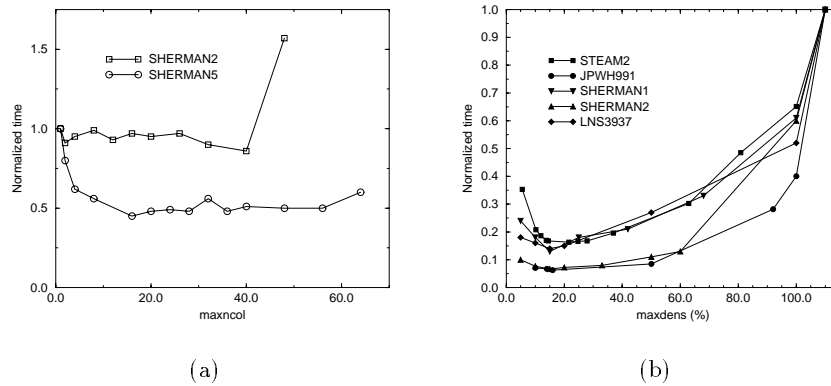 Normalized time
1.5
1.0
0.5
0.0
0.0 20.0 40.0 60.0
maxncol
SHERMAN2
SHERMAN5
(a)
Normalized time
1.0
0.9
0.8
0.7
0.6
0.5
0.4
0.3
0.2
0.1
0.0
0.0 20.0 40.0 60.0 80.0 100.0
maxdens (%)
STEAM2
JPWH991
SHERMAN1
SHERMAN2
LNS3937
(b)